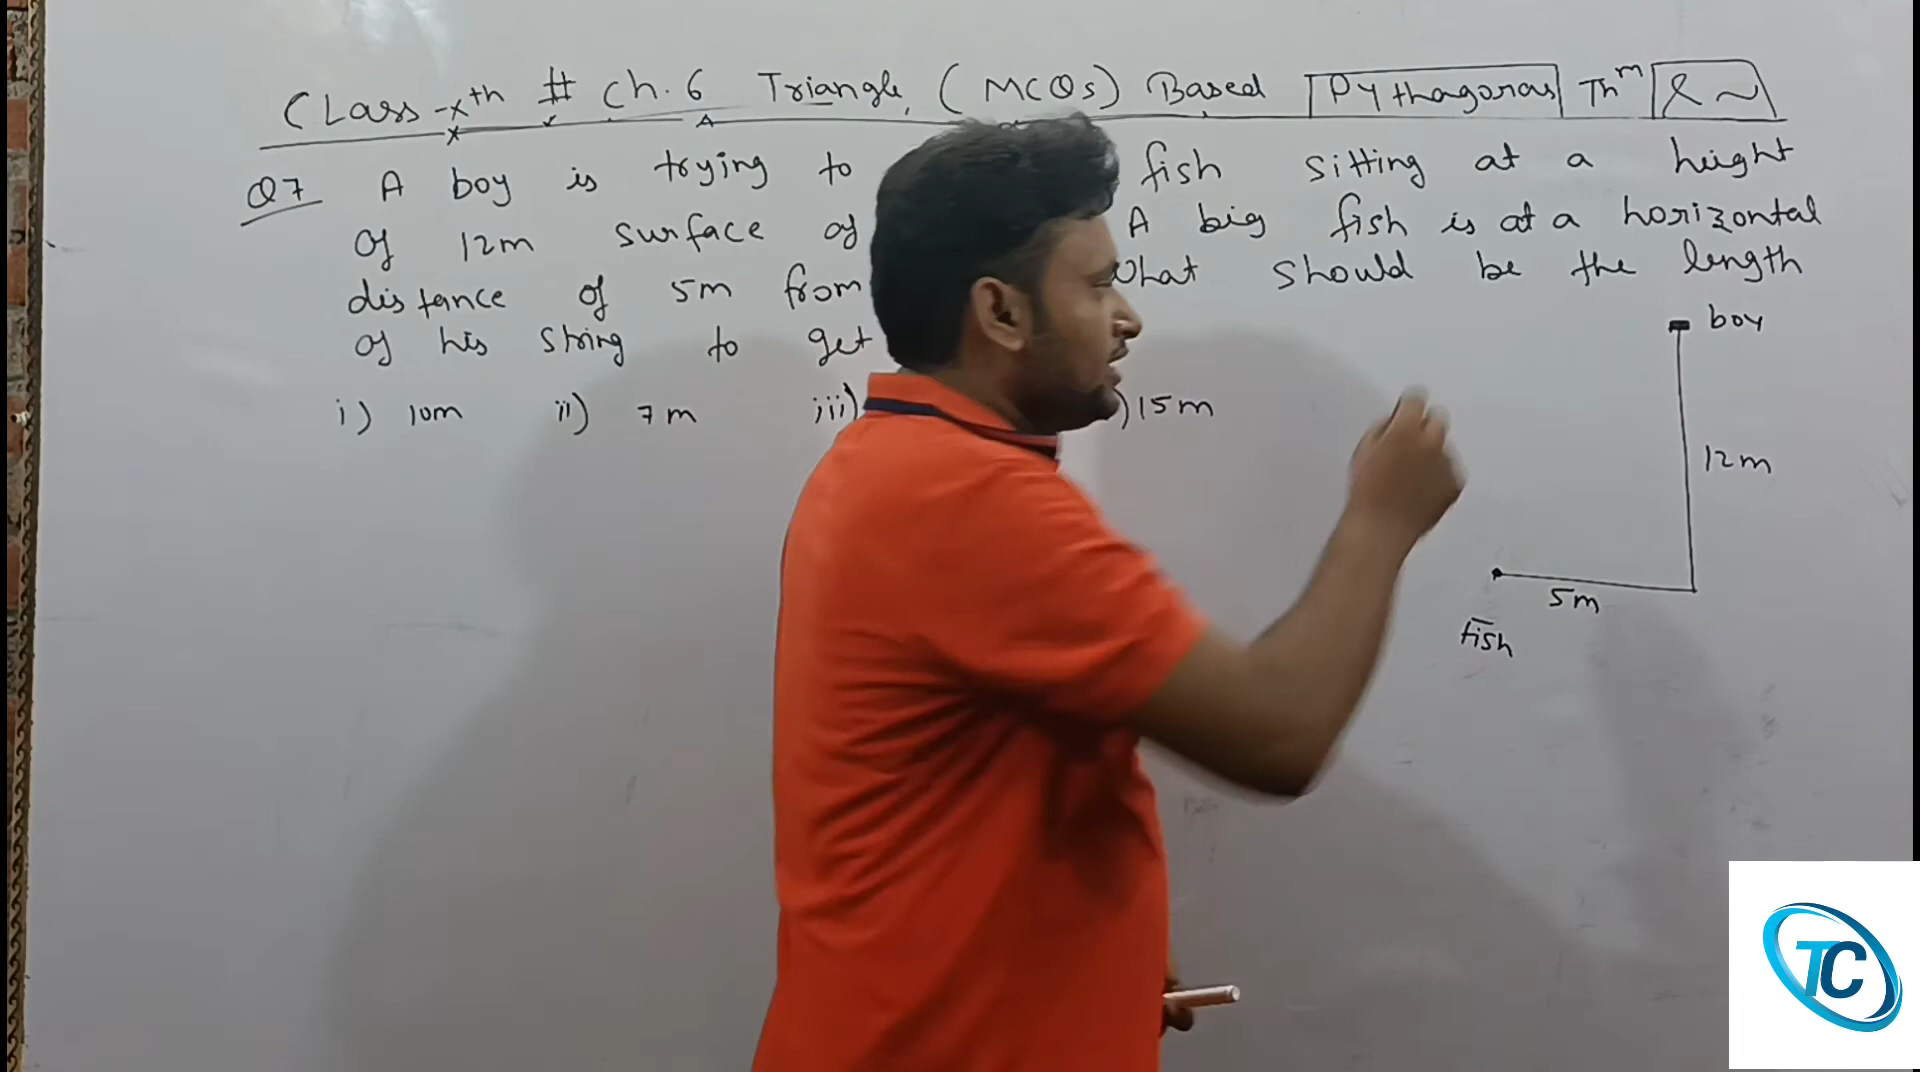 Class-xth # Ch.6 Triangle, (MCQs) Based Pythagoras Thm & ~
Q7 A boy is trying to fish sitting at a height
of 12m surface of A big fish is at a horizontal
distance of 5m from What should be the length
of his string to get
i) 10m ii) 7m iii) ) 15m
boy
12m
5m
fish
TC